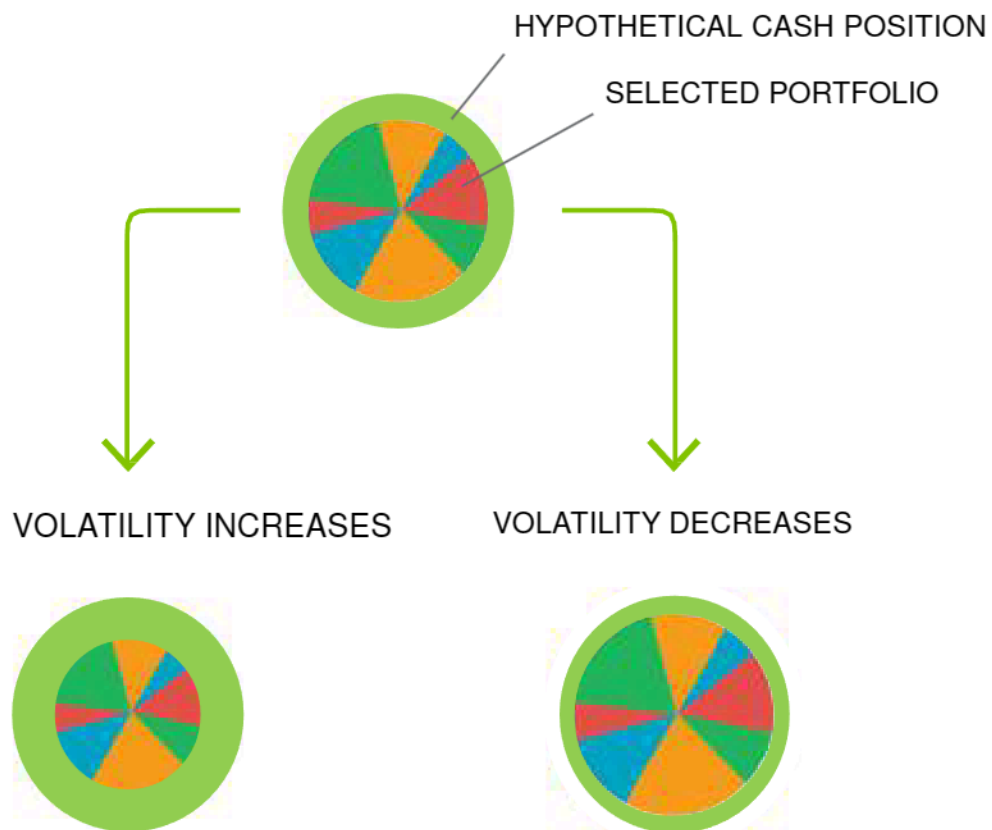 HYPOTHETICAL CASH POSITION
SELECTED PORTFOLIO
VOLATILITY INCREASES
VOLATILITY DECREASES